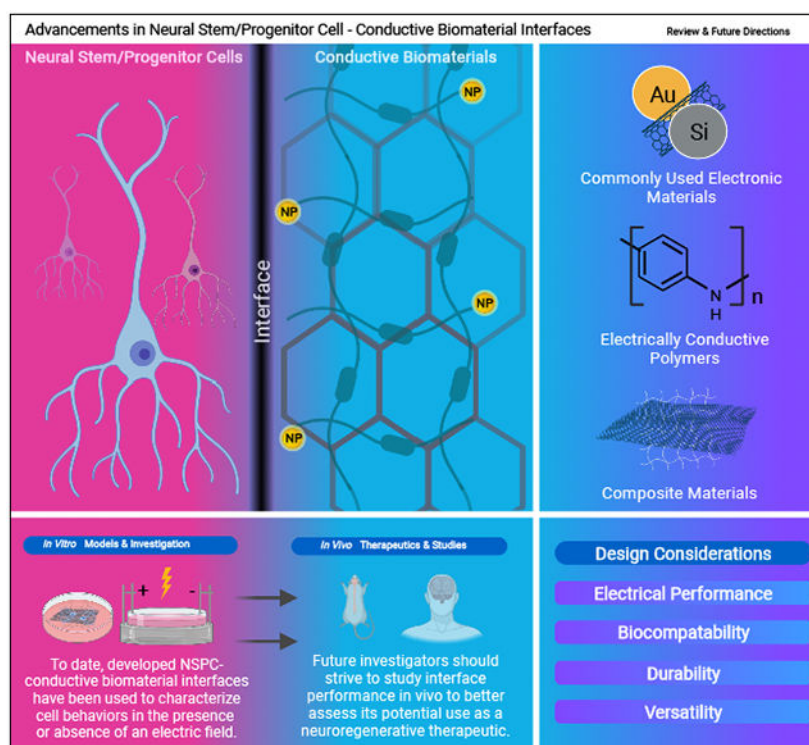 Advancements in Neural Stem/Progenitor Cell - Conductive Biomaterial Interfaces
Review & Future Directions
Neural Stem/Progenitor Cells
Conductive Biomaterials
Interface
NP
NP
NP
NP
Au
Si
Commonly Used Electronic
Materials
N
H
n
Electrically Conductive
Polymers
Composite Materials
In Vitro Models & Investigation
+
-
To date, developed NSPC-
conductive biomaterial interfaces
have been used to characterize
cell behaviors in the presence
or absence of an electric field.
In Vivo Therapeutics & Studies
Future investigators should
strive to study interface
performance in vivo to better
assess its potential use as a
neuroregenerative therapeutic.
Design Considerations
Electrical Performance
Biocompatability
Durability
Versatility